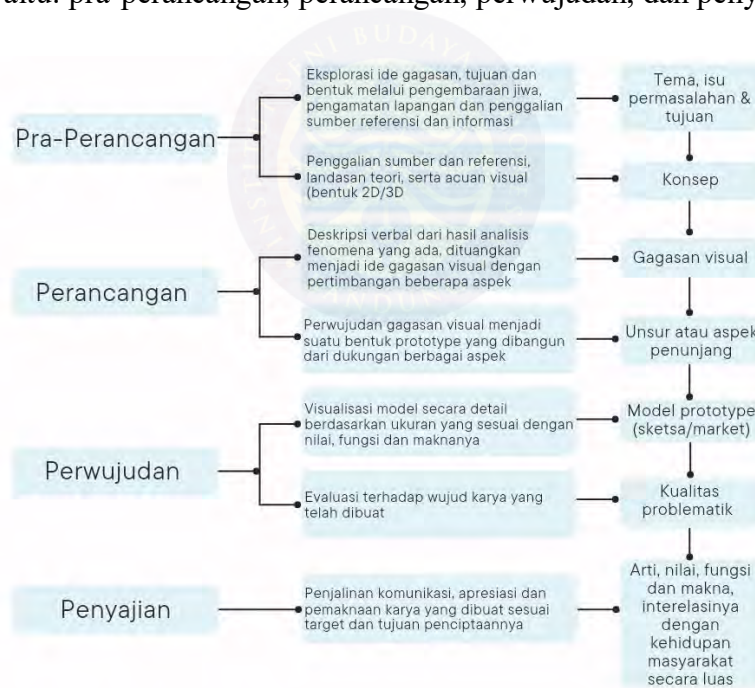 aitu: pra-perancangan, perancangan, perwujudan, dan peny
Pra-Perancangan
Eksplorasi ide gagasan, tujuan dan
bentuk melalui pengembaraan jiwa,
pengamatan lapangan dan penggalian
sumber referensi dan informasi
Tema, isu
permasalahan &
tujuan
Penggalian sumber dan referensi,
landasan teori, serta acuan visual
(bentuk 2D/3D
Konsep
Perancangan
Deskripsi verbal dari hasil analisis
fenomena yang ada, dituangkan
menjadi ide gagasan visual dengan
pertimbangan beberapa aspek
Gagasan visual
Perwujudan gagasan visual menjadi
suatu bentuk prototype yang dibangun
dari dukungan berbagai aspek
Unsur atau aspek
penunjang
Perwujudan
Visualisasi model secara detail
berdasarkan ukuran yang sesuai dengan
nilai, fungsi dan maknanya
Model prototype
(sketsa/market)
Evaluasi terhadap wujud karya yang
telah dibuat
Kualitas
problematik
Penyajian
Penjalinan komunikasi, apresiasi dan
pemaknaan karya yang dibuat sesuai
target dan tujuan penciptaannya
Arti, nilai, fungsi
dan makna,
interelasinya
dengan
kehidupan
masyarakat
secara luas